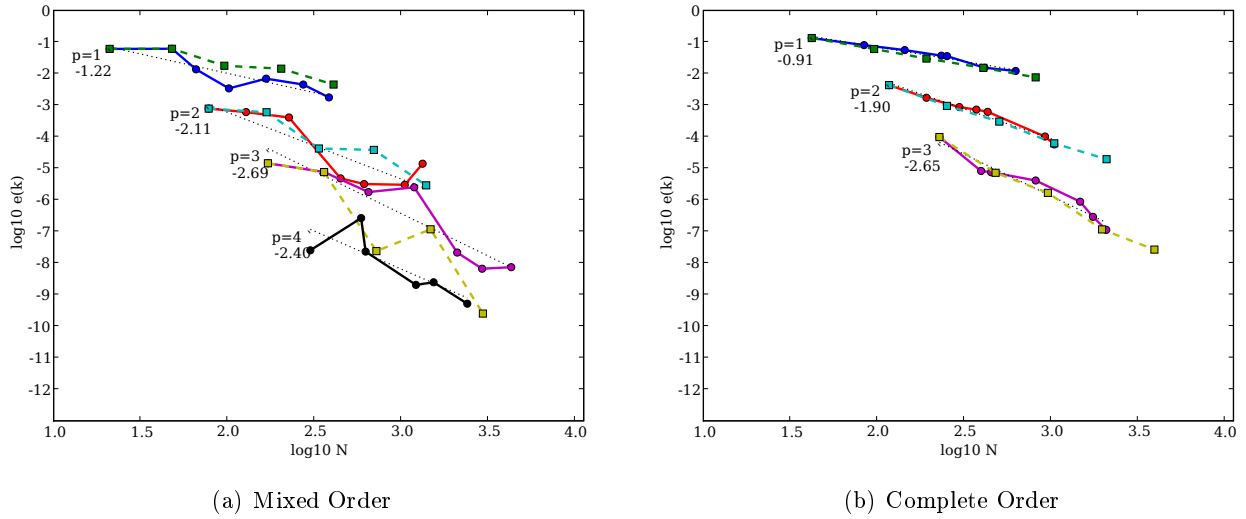 0
-1
-2
-3
-4
-5
-6
-7
-8
-9
-10
-11
-12
log10 e(k)
p=1
-1.22
p=2
-2.11
p=3
-2.69
p=4
-2.40
1.0 1.5 2.0 2.5 3.0 3.5 4.0
log10 N
(a) Mixed Order
0
-1
-2
-3
-4
-5
-6
-7
-8
-9
-10
-11
-12
log10 e(k)
p=1
-0.91
p=2
-1.90
p=3
-2.65
1.0 1.5 2.0 2.5 3.0 3.5 4.0
log10 N
(b) Complete Order